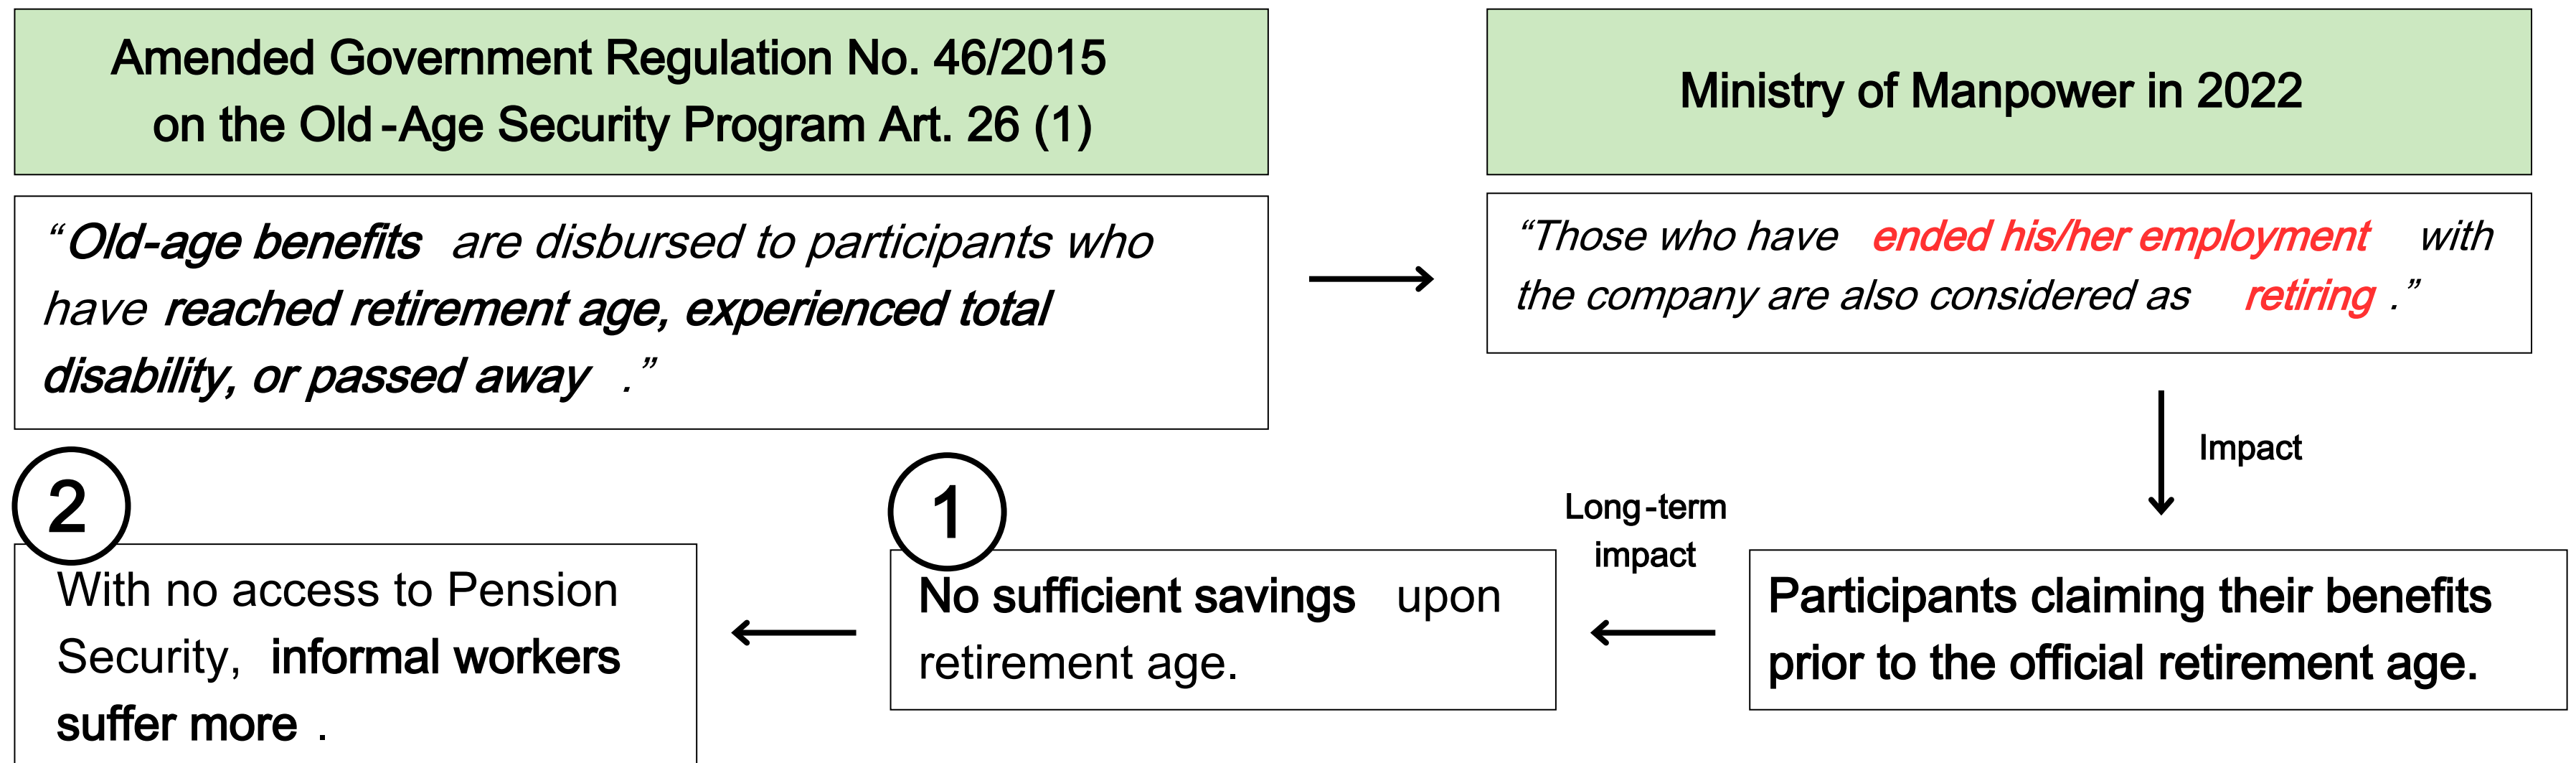 Amended Government Regulation No. 46/2015
on the Old-Age Security Program Art. 26 (1)
Ministry of Manpower in 2022
“Old-age benefits are disbursed to participants who
have reached retirement age, experienced total
disability, or passed away.”
“Those who have ended his/her employment with
the company are also considered as retiring.”
Impact
Participants claiming their benefits
prior to the official retirement age.
Long-term
impact
1
No sufficient savings upon
retirement age.
2
With no access to Pension
Security, informal workers
suffer more.